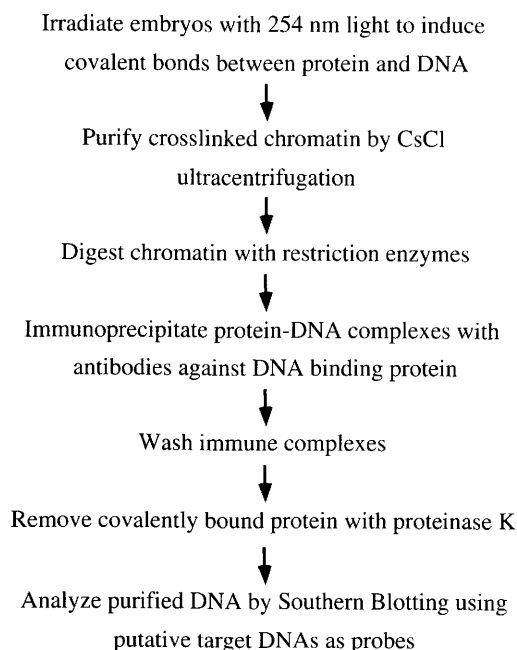 Irradiate embryos with 254 nm light to induce
covalent bonds between protein and DNA
Purify crosslinked chromatin by CsCl
ultracentrifugation
Digest chromatin with restriction enzymes
Immunoprecipitate protein-DNA complexes with
antibodies against DNA binding protein
Wash immune complexes
Remove covalently bound protein with proteinase K
Analyze purified DNA by Southern Blotting using
putative target DNAs as probes